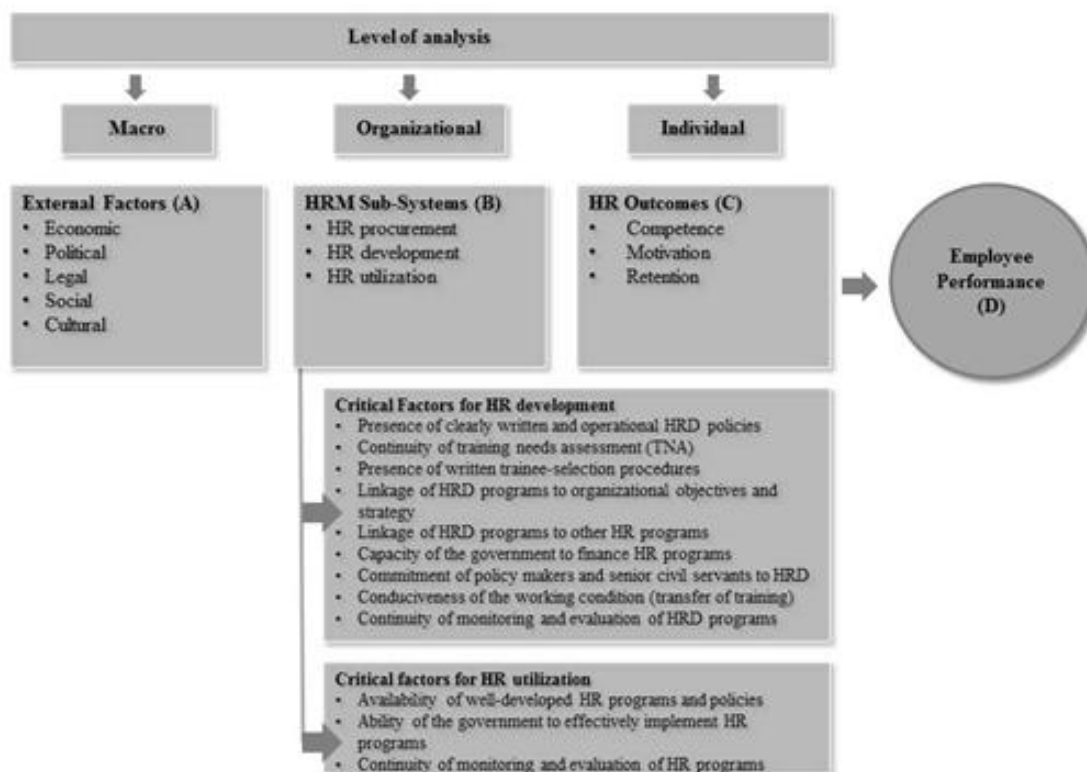 Level of analysis
Macro
Organizational
Individual
External Factors (A)
• Economic
• Political
• Legal
• Social
• Cultural
HRM Sub-Systems (B)
• HR procurement
• HR development
• HR utilization
HR Outcomes (C)
• Competence
• Motivation
• Retention
Employee
Performance
(D)
Critical Factors for HR development
• Presence of clearly written and operational HRD policies
• Continuity of training needs assessment (TNA)
• Presence of written trainee-selection procedures
• Linkage of HRD programs to organizational objectives and
strategy
• Linkage of HRD programs to other HR programs
• Capacity of the government to finance HR programs
• Commitment of policy makers and senior civil servants to HRD
• Conduciveness of the working condition (transfer of training)
• Continuity of monitoring and evaluation of HRD programs
Critical factors for HR utilization
• Availability of well-developed HR programs and policies
• Ability of the government to effectively implement HR
programs
• Continuity of monitoring and evaluation of HR programs